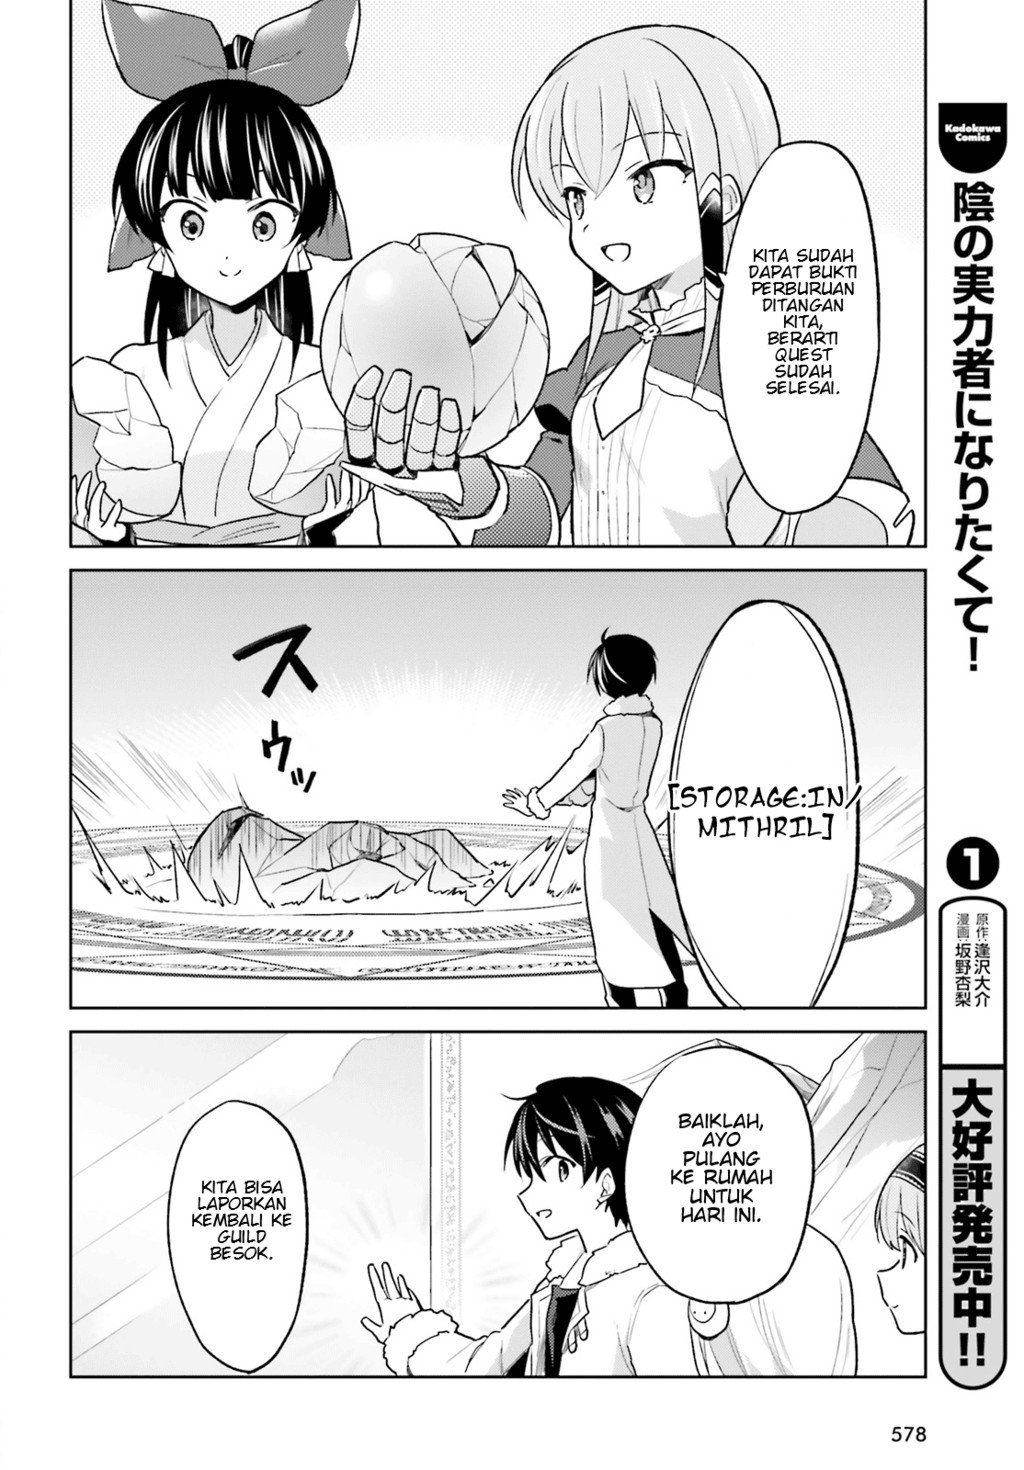 KITA SUDAH
DAPAT BUKTI
PERBURUAN
DITANGAN
KITA,
BERARTI
QUEST
SUDAH
SELESAI.
[STORAGE:IN/
MITHRIL]
スウッ
BAIKLAH,
AYO
PULANG
KE RUMAH
UNTUK
HARI INI.
KITA BISA
LAPORKAN
KEMBALI KE
GUILD
BESOK.
Kadokawa
Comics
陰の実力者になりたくて!
1
原作:逢沢大介
漫画:坂野杏梨
大好評発売中!!
578